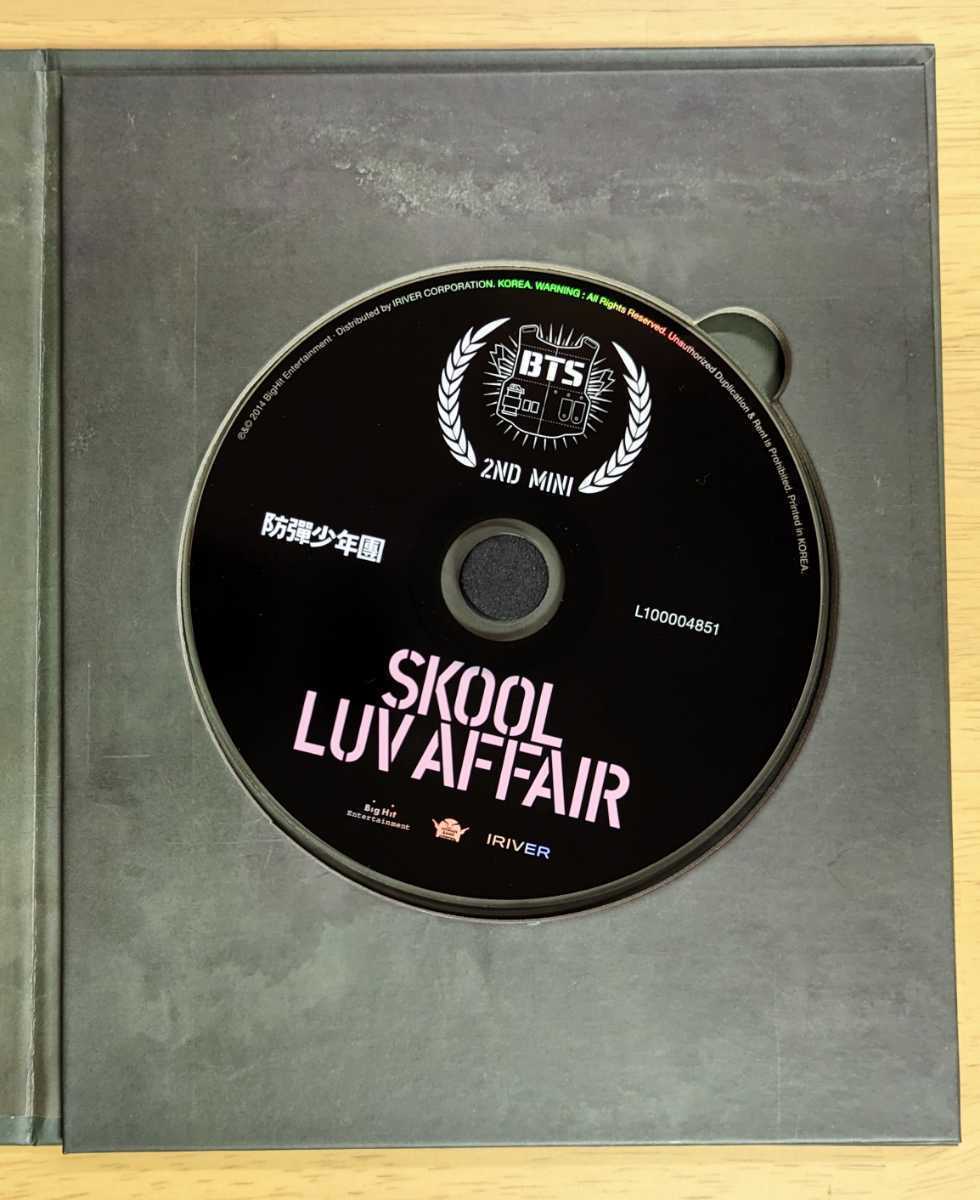 ℗&© 2014 BigHit Entertainment · Distributed by IRIVER CORPORATION. KOREA. WARNING : All Rights Reserved. Unauthorized Duplication & Rent is Prohibited. Printed in KOREA.
BTS
2ND MINI
防彈少年團
L100004851
SKOOL
LUV AFFAIR
Big Hit
Entertainment
IRIVER